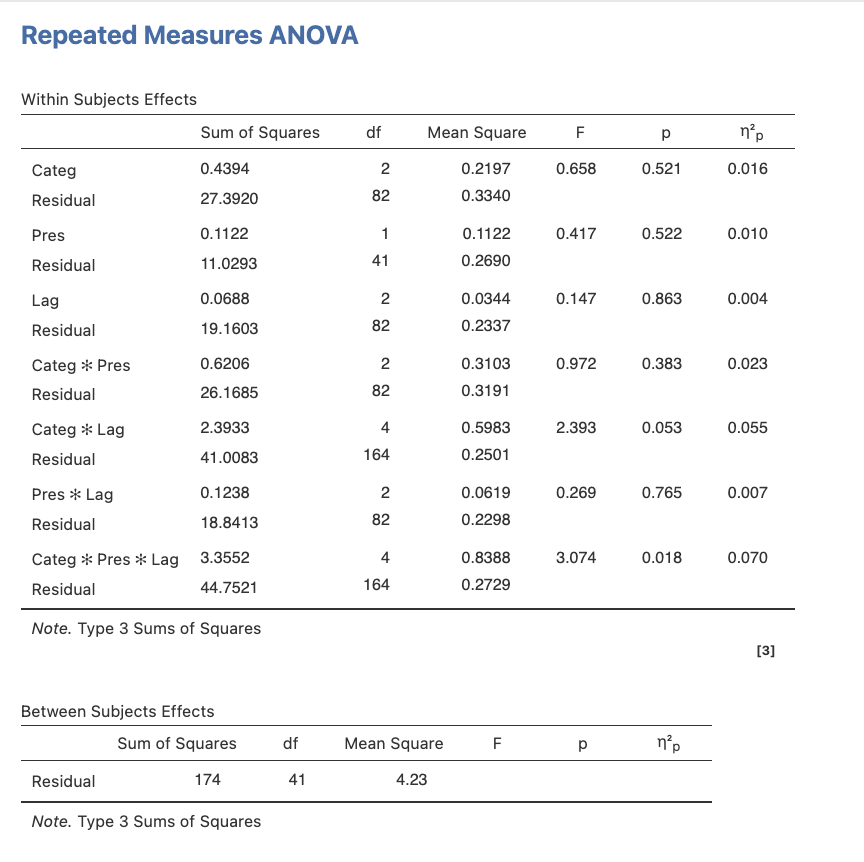 Repeated Measures ANOVA
Within Subjects Effects
Sum of Squares df Mean Square F p η²p
Categ 0.4394 2 0.2197 0.658 0.521 0.016
Residual 27.3920 82 0.3340
Pres 0.1122 1 0.1122 0.417 0.522 0.010
Residual 11.0293 41 0.2690
Lag 0.0688 2 0.0344 0.147 0.863 0.004
Residual 19.1603 82 0.2337
Categ ✻ Pres 0.6206 2 0.3103 0.972 0.383 0.023
Residual 26.1685 82 0.3191
Categ ✻ Lag 2.3933 4 0.5983 2.393 0.053 0.055
Residual 41.0083 164 0.2501
Pres ✻ Lag 0.1238 2 0.0619 0.269 0.765 0.007
Residual 18.8413 82 0.2298
Categ ✻ Pres ✻ Lag 3.3552 4 0.8388 3.074 0.018 0.070
Residual 44.7521 164 0.2729
Note. Type 3 Sums of Squares
[3]
Between Subjects Effects
Sum of Squares df Mean Square F p η²p
Residual 174 41 4.23
Note. Type 3 Sums of Squares